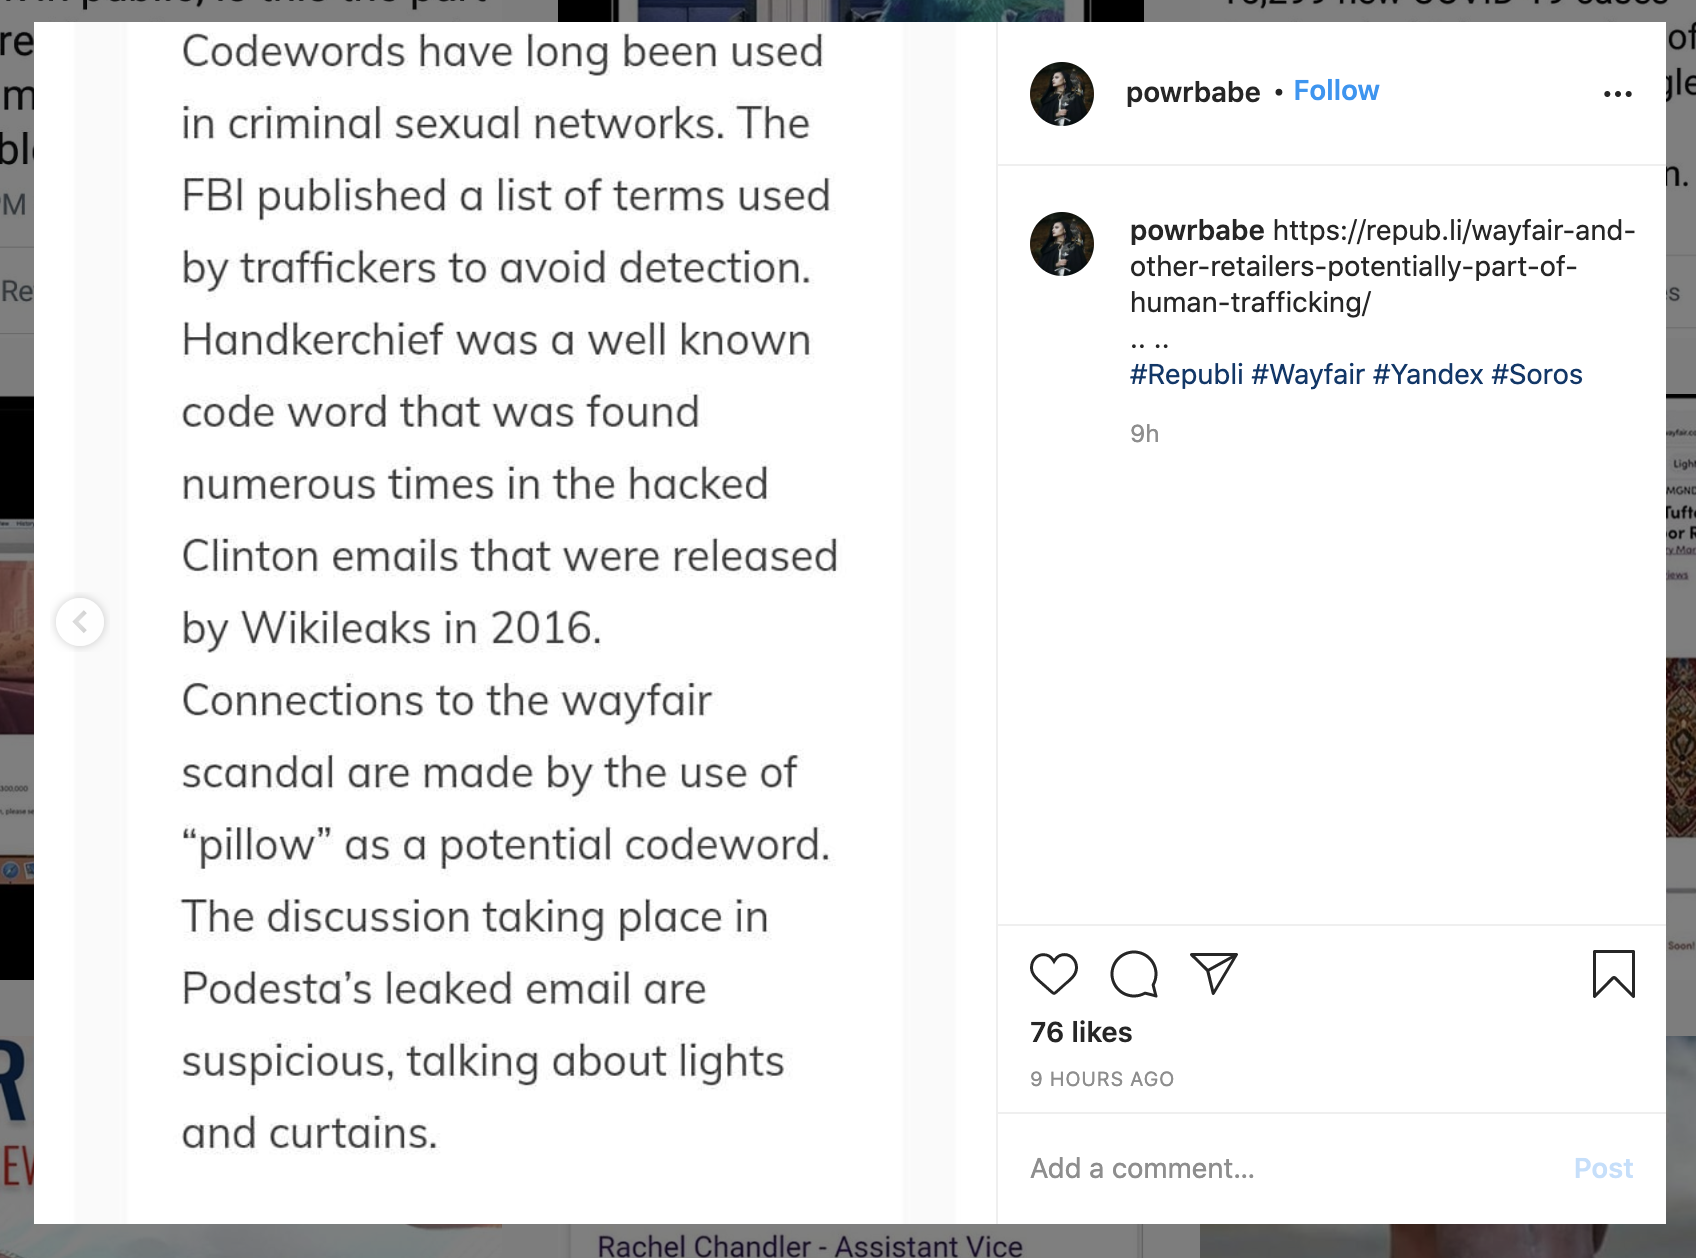 Codewords have long been used
in criminal sexual networks. The
FBI published a list of terms used
by traffickers to avoid detection.
Handkerchief was a well known
code word that was found
numerous times in the hacked
Clinton emails that were released
by Wikileaks in 2016.
Connections to the wayfair
scandal are made by the use of
“pillow” as a potential codeword.
The discussion taking place in
Podesta’s leaked email are
suspicious, talking about lights
and curtains.
powrbabe • Follow
powrbabe https://repub.li/wayfair-and-
other-retailers-potentially-part-of-
human-trafficking/
.. ..
#Republi #Wayfair #Yandex #Soros
9h
76 likes
9 HOURS AGO
Add a comment... Post
Rachel Chandler - Assistant Vice